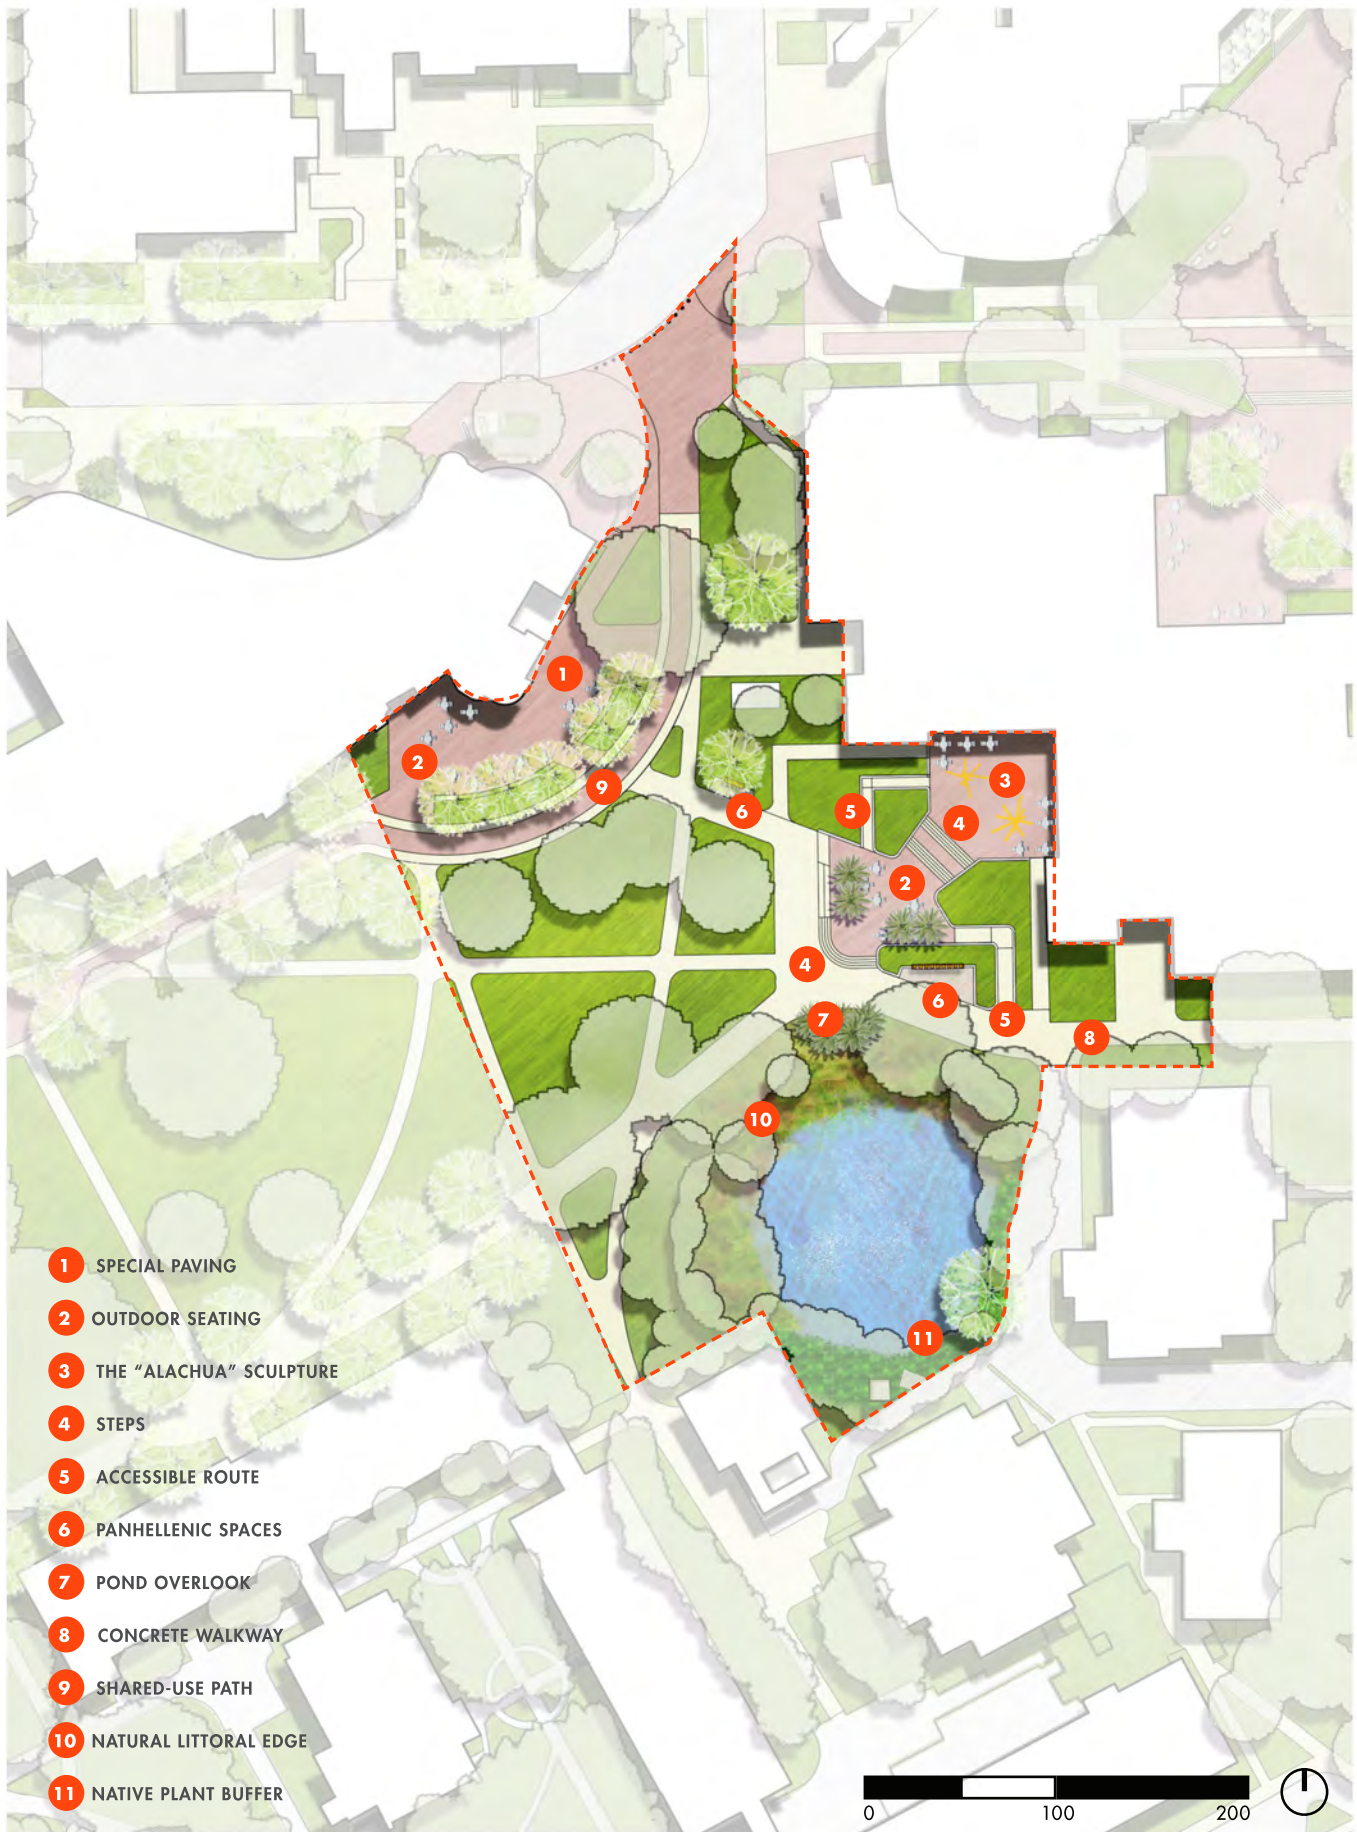 1
2
9
6
5
3
4
2
4
6
5
7
8
10
11
1 SPECIAL PAVING
2 OUTDOOR SEATING
3 THE “ALACHUA” SCULPTURE
4 STEPS
5 ACCESSIBLE ROUTE
6 PANHELLENIC SPACES
7 POND OVERLOOK
8 CONCRETE WALKWAY
9 SHARED-USE PATH
10 NATURAL LITTORAL EDGE
11 NATIVE PLANT BUFFER
0 100 200